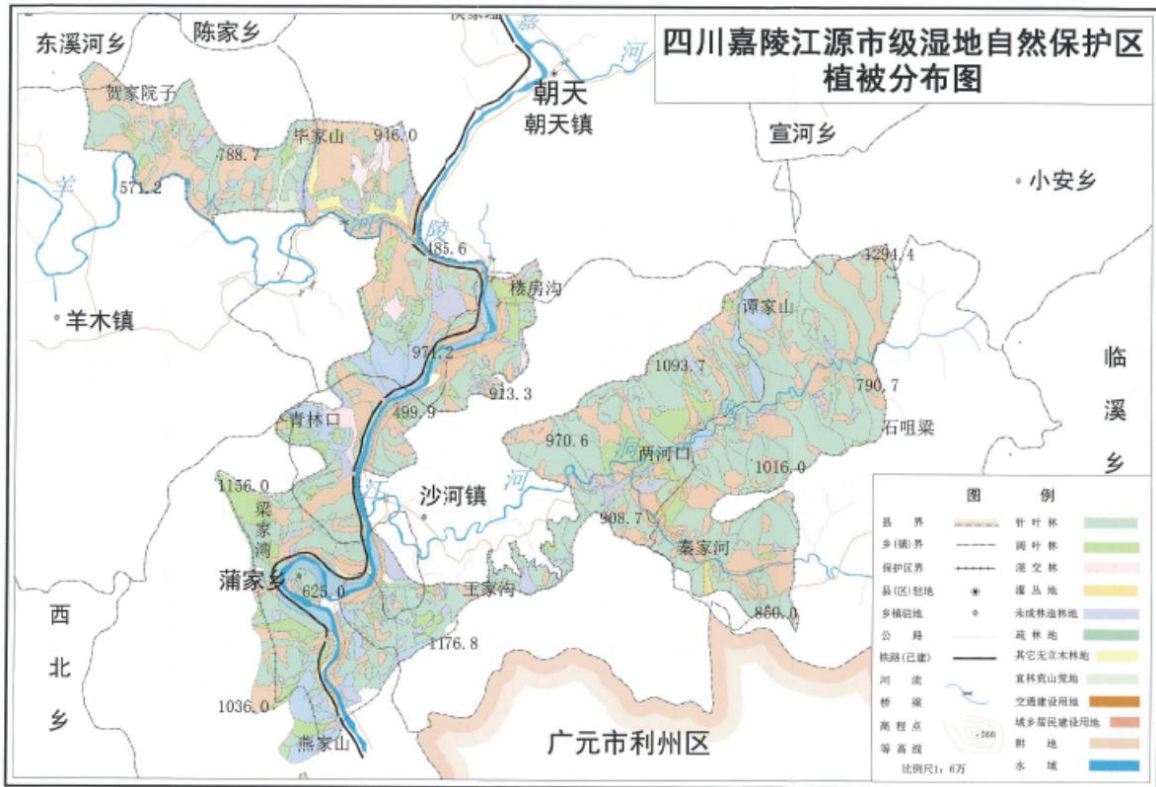 四川嘉陵江源市级湿地自然保护区
植被分布图
东溪河乡
陈家乡
嘉
河
朝天
朝天镇
宣河乡
小安乡
贺家院子
毕家山
946.0
788.7
571.2
羊
河
陵
485.6
楼房沟
羊木镇
1294.4
谭家山
临溪乡
971.2
1093.7
790.7
913.3
499.9
青林口
970.6
两河口
洞
石咀梁
1016.0
河
江
沙河镇
1156.0
梁家湾
908.7
秦家河
蒲家乡
625.0
王家沟
850.0
西北乡
1176.8
1036.0
燕家山
广元市利州区
图 例
县 界
乡(镇)界
保护区界
县(区)驻地
乡镇驻地
公 路
铁路(已建)
河 流
桥 梁
高 程 点
·566
等 高 线
比例尺1：6万
针 叶 林
阔 叶 林
混 交 林
灌 丛 地
未成林造林地
疏 林 地
其它无立木林地
宜林荒山荒地
交通建设用地
城乡居民建设用地
耕 地
水 域